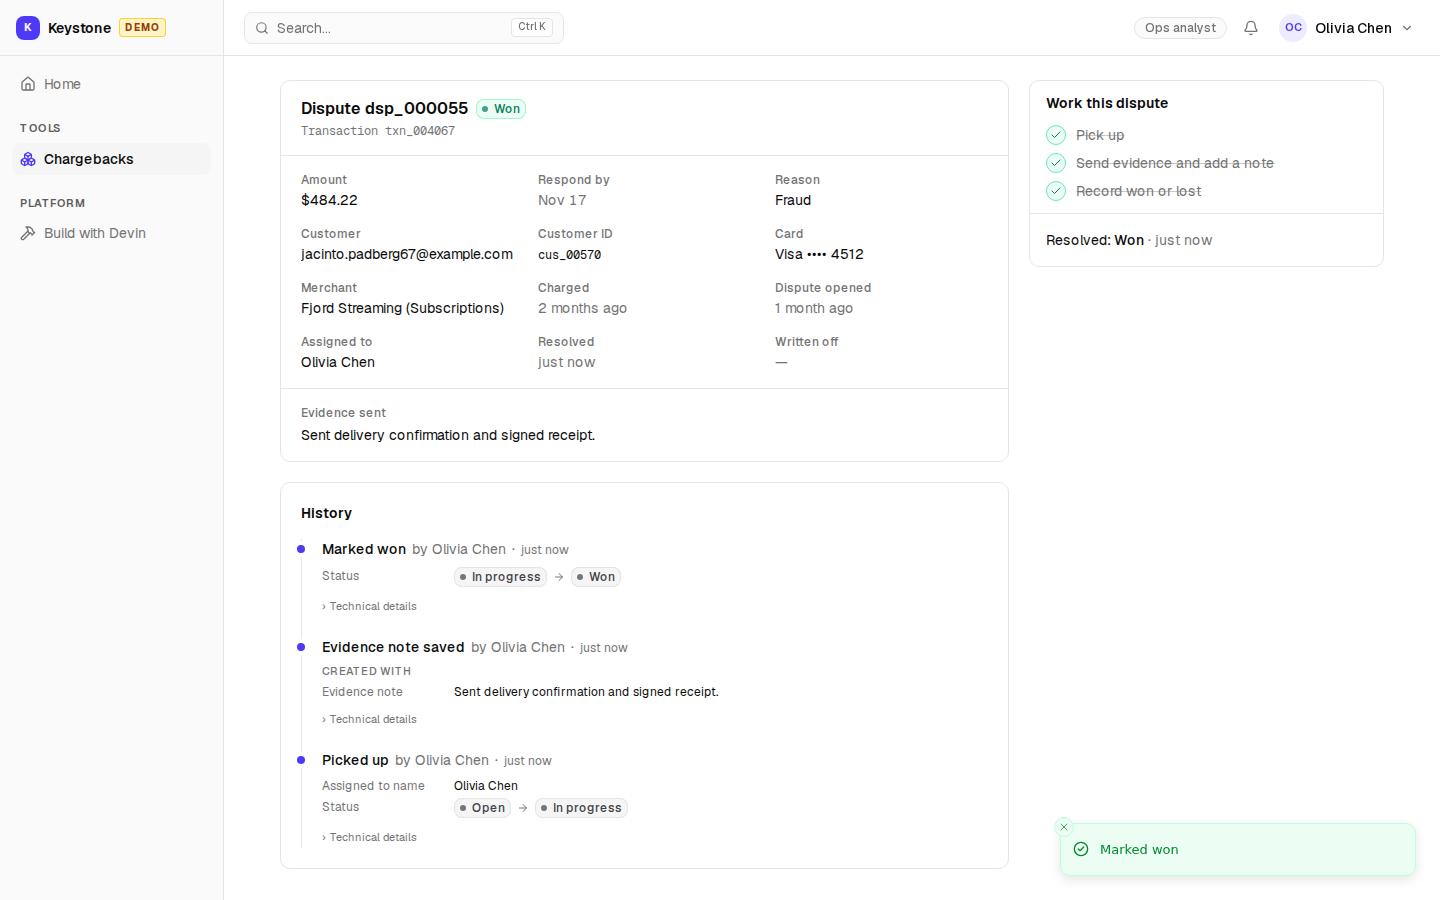 K Keystone DEMO
Search...
Ctrl K
Ops analyst
OC Olivia Chen
Home
TOOLS
Chargebacks
PLATFORM
Build with Devin
Dispute dsp_000055 Won
Transaction txn_004067
Amount Respond by Reason
$484.22 Nov 17 Fraud
Customer Customer ID Card
jacinto.padberg67@example.com cus_00570 Visa •••• 4512
Merchant Charged Dispute opened
Fjord Streaming (Subscriptions) 2 months ago 1 month ago
Assigned to Resolved Written off
Olivia Chen just now —
Evidence sent
Sent delivery confirmation and signed receipt.
History
Marked won by Olivia Chen · just now
Status In progress → Won
› Technical details
Evidence note saved by Olivia Chen · just now
CREATED WITH
Evidence note Sent delivery confirmation and signed receipt.
› Technical details
Picked up by Olivia Chen · just now
Assigned to name Olivia Chen
Status Open → In progress
› Technical details
Work this dispute
Pick up
Send evidence and add a note
Record won or lost
Resolved: Won · just now
Marked won